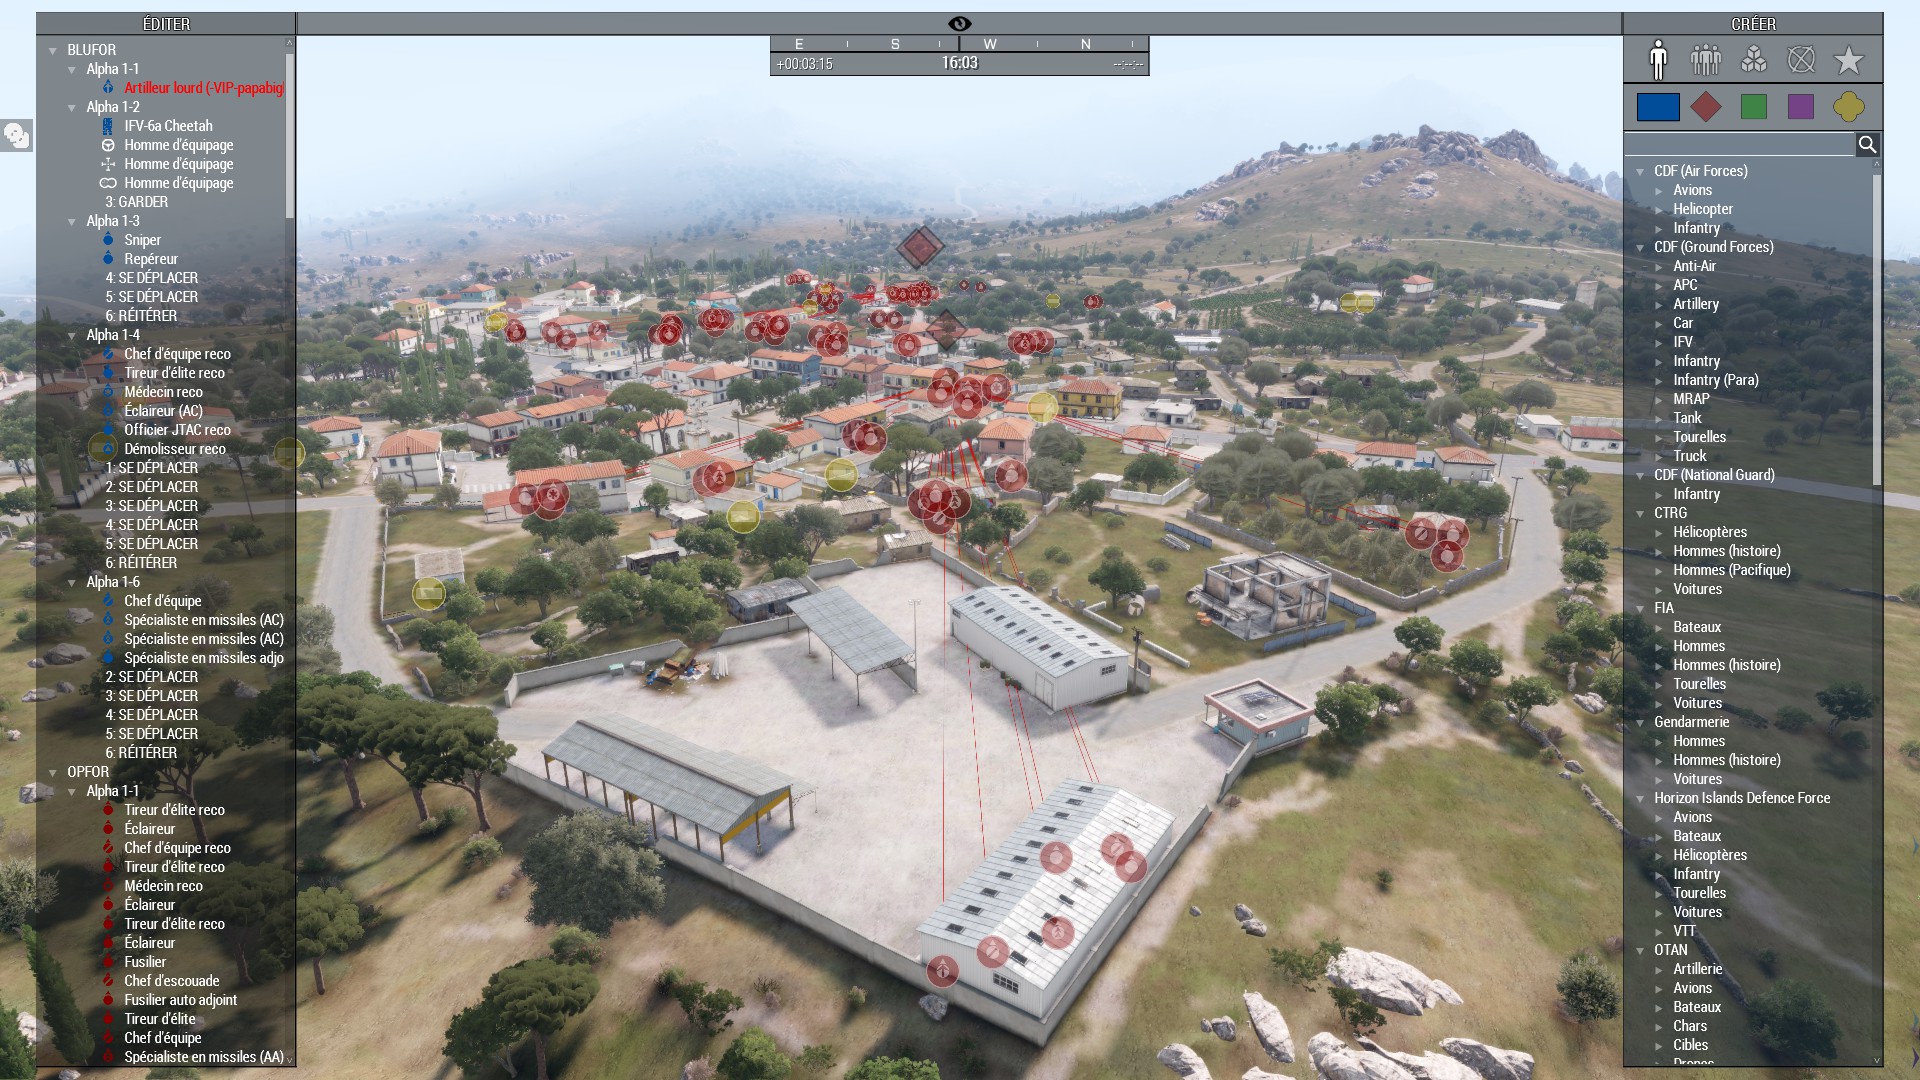 ÉDITER
BLUFOR
Alpha 1-1
Artilleur lourd (-VIP-papabigl
Alpha 1-2
IFV-6a Cheetah
Homme d'équipage
Homme d'équipage
Homme d'équipage
3: GARDER
Alpha 1-3
Sniper
Repéreur
4: SE DÉPLACER
5: SE DÉPLACER
6: RÉITÉRER
Alpha 1-4
Chef d'équipe reco
Tireur d'élite reco
Médecin reco
Éclaireur (AC)
Officier JTAC reco
Démolisseur reco
1: SE DÉPLACER
2: SE DÉPLACER
3: SE DÉPLACER
4: SE DÉPLACER
5: SE DÉPLACER
6: RÉITÉRER
Alpha 1-6
Chef d'équipe
Spécialiste en missiles (AC)
Spécialiste en missiles (AC)
Spécialiste en missiles adjo
2: SE DÉPLACER
3: SE DÉPLACER
4: SE DÉPLACER
5: SE DÉPLACER
6: RÉITÉRER
OPFOR
Alpha 1-1
Tireur d'élite reco
Éclaireur
Chef d'équipe reco
Tireur d'élite reco
Médecin reco
Éclaireur
Tireur d'élite reco
Éclaireur
Fusilier
Chef d'escouade
Fusilier auto adjoint
Tireur d'élite
Chef d'équipe
Spécialiste en missiles (AA)
E S W N
+00:03:15 16:03 --:--:--
CRÉER
CDF (Air Forces)
Avions
Helicopter
Infantry
CDF (Ground Forces)
Anti-Air
APC
Artillery
Car
IFV
Infantry
Infantry (Para)
MRAP
Tank
Tourelles
Truck
CDF (National Guard)
Infantry
CTRG
Hélicoptères
Hommes (histoire)
Hommes (Pacifique)
Voitures
FIA
Bateaux
Hommes
Hommes (histoire)
Tourelles
Voitures
Gendarmerie
Hommes
Hommes (histoire)
Voitures
Horizon Islands Defence Force
Avions
Bateaux
Hélicoptères
Infantry
Tourelles
Voitures
VTT
OTAN
Artillerie
Avions
Bateaux
Chars
Cibles
Drones